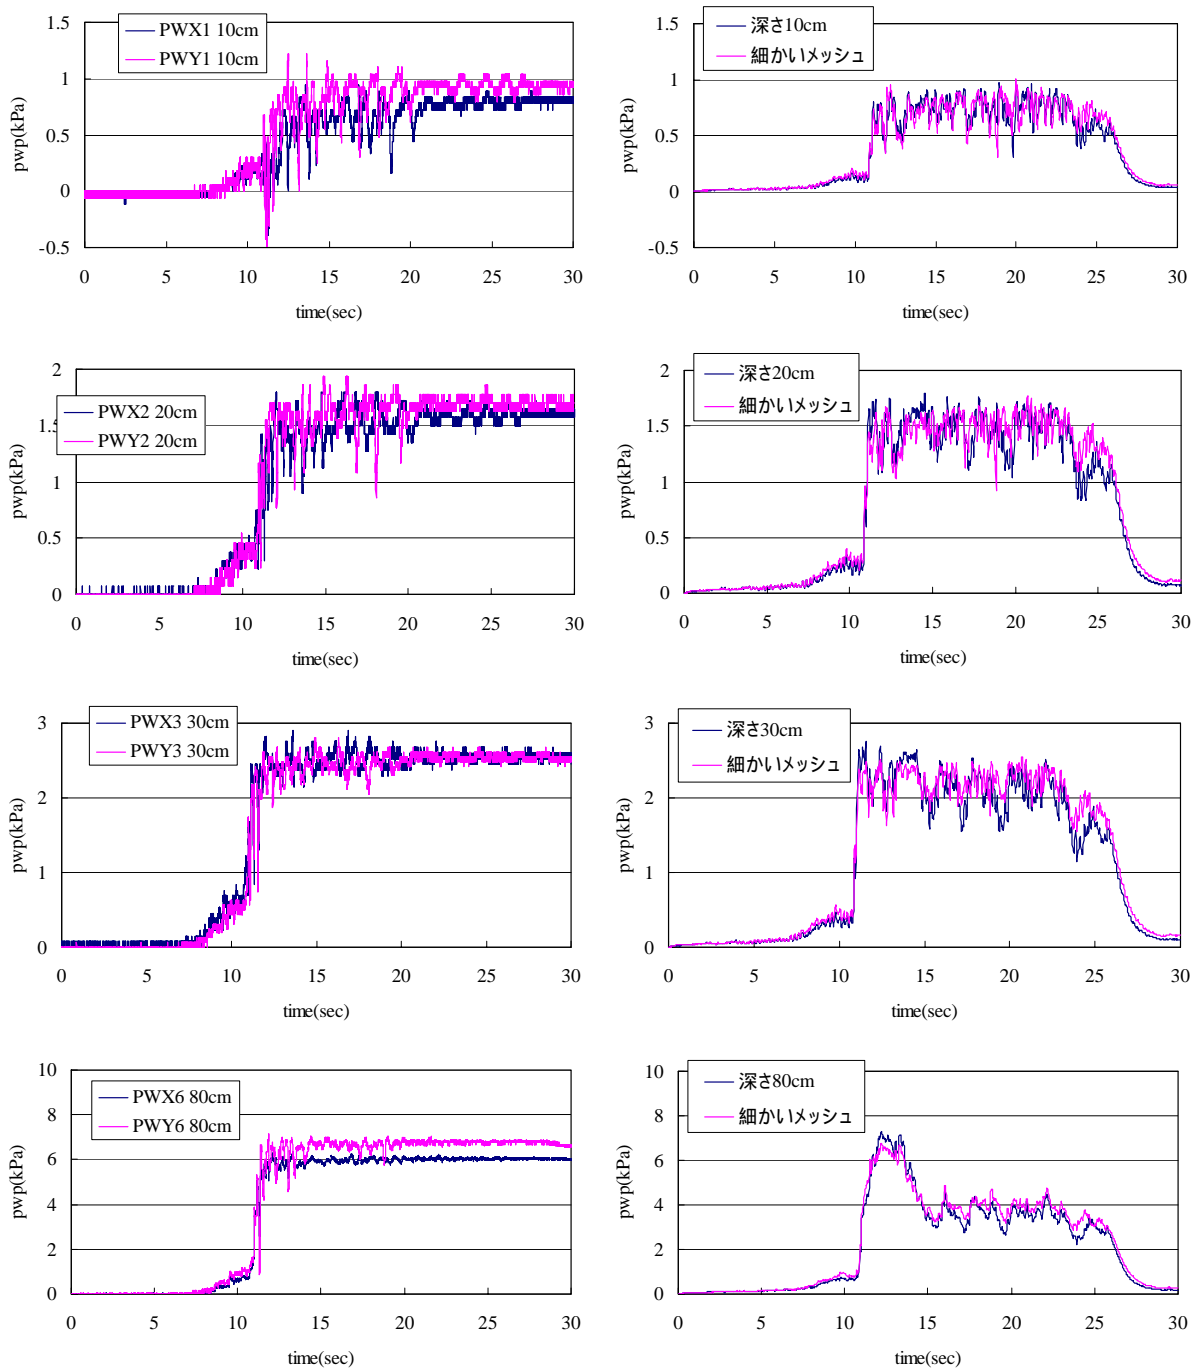 PWX1 10cm
PWY1 10cm
1.5
1
0.5
0
-0.5
pwp(kPa)
0 5 10 15 20 25 30
time(sec)
深さ10cm
細かいメッシュ
1.5
1
0.5
0
-0.5
pwp(kPa)
0 5 10 15 20 25 30
time(sec)
PWX2 20cm
PWY2 20cm
2
1.5
1
0.5
0
pwp(kPa)
0 5 10 15 20 25 30
time(sec)
深さ20cm
細かいメッシュ
2
1.5
1
0.5
0
pwp(kPa)
0 5 10 15 20 25 30
time(sec)
PWX3 30cm
PWY3 30cm
3
2
1
0
pwp(kPa)
0 5 10 15 20 25 30
time(sec)
深さ30cm
細かいメッシュ
3
2
1
0
pwp(kPa)
0 5 10 15 20 25 30
time(sec)
PWX6 80cm
PWY6 80cm
10
8
6
4
2
0
pwp(kPa)
0 5 10 15 20 25 30
time(sec)
深さ80cm
細かいメッシュ
10
8
6
4
2
0
pwp(kPa)
0 5 10 15 20 25 30
time(sec)